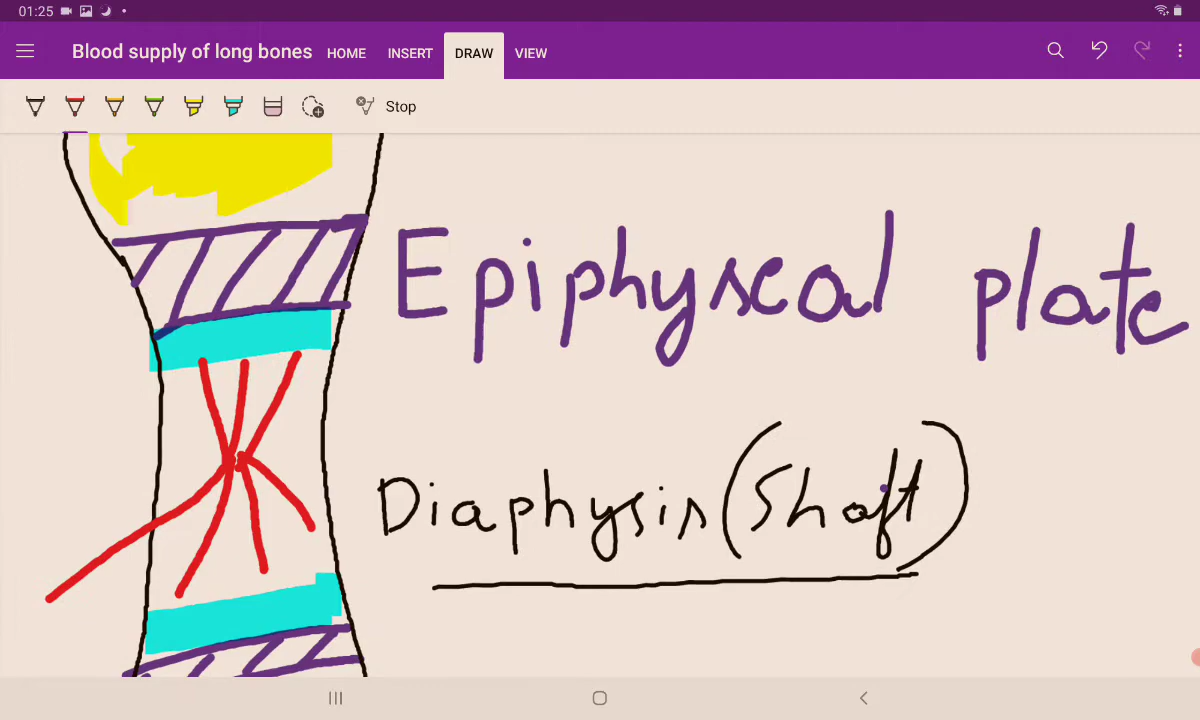 01:25
Blood supply of long bones HOME INSERT DRAW VIEW
Stop
Epiphyseal plate
Diaphysis (Shaft)